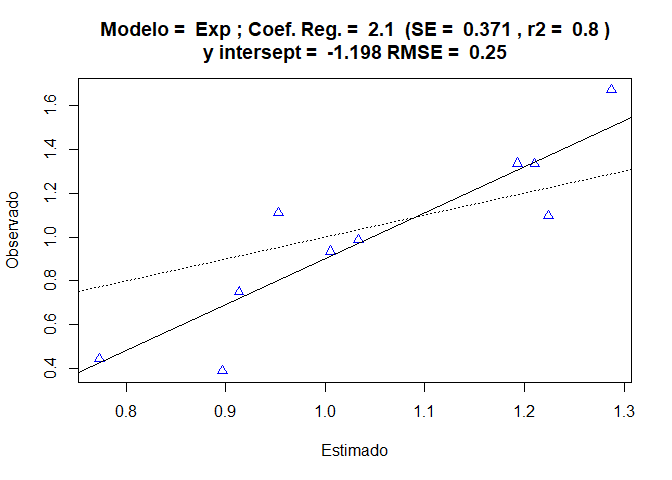 Modelo = Exp ; Coef. Reg. = 2.1 (SE = 0.371 , r2 = 0.8 )
y intersept = -1.198 RMSE = 0.25
Observado
1.6
1.4
1.2
1.0
0.8
0.6
0.4
0.8 0.9 1.0 1.1 1.2 1.3
Estimado